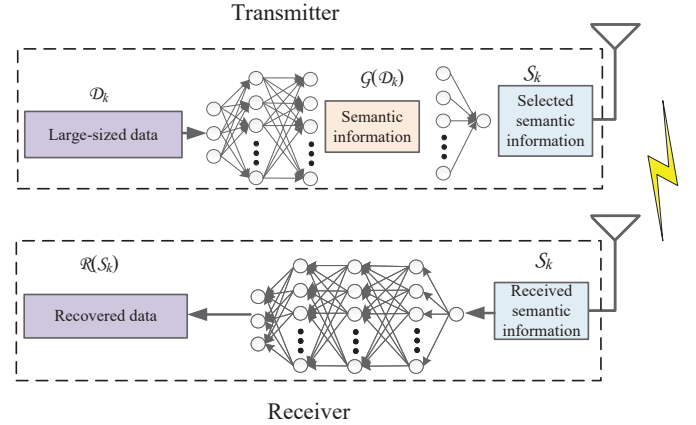 Transmitter
𝒟ₖ
𝒢(𝒟ₖ)
𝒮ₖ
Large-sized data
Semantic
information
Selected
semantic
information
ℛ(𝒮ₖ)
𝒮ₖ
Recovered data
Received
semantic
information
Receiver